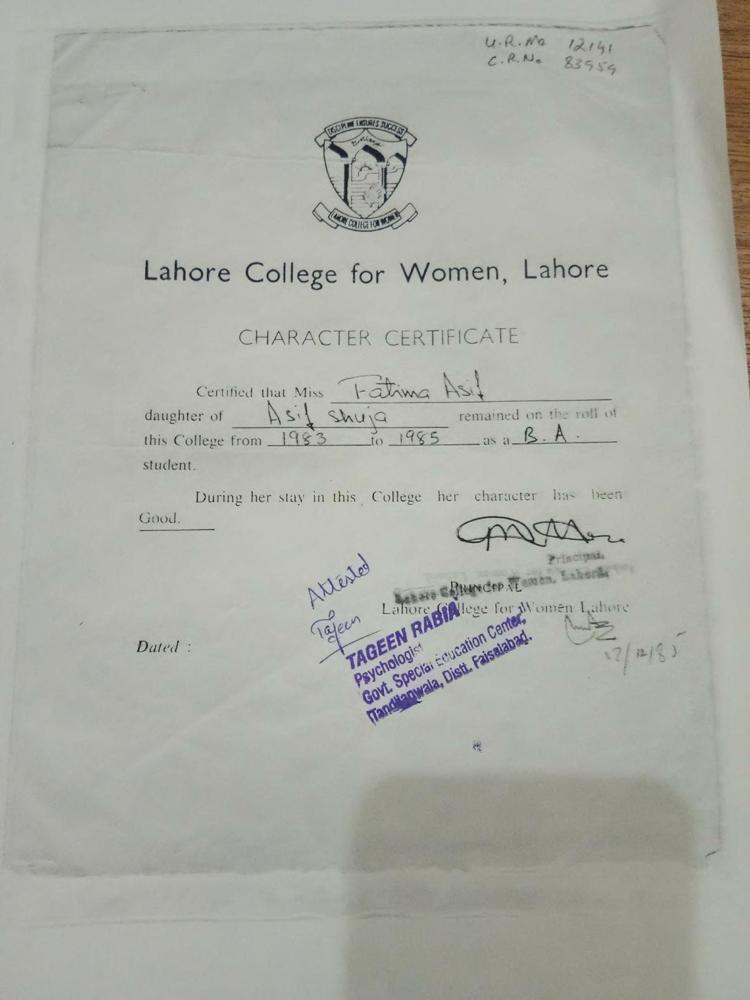 U.R.No 12141
C.R.No. 83959
DISCIPLINE ENSURES SUCCESS
LAHORE COLLEGE FOR WOMEN
Lahore College for Women, Lahore
CHARACTER CERTIFICATE
Certified that Miss Fatima Asif
daughter of Asif Shuja remained on the roll of
this College from 1983 to 1985 as a B.A.
student.
During her stay in this College her character has been
Good.
Principal,
Lahore College for Women, Lahore.
PRINCIPAL
Lahore College for Women Lahore
Attested
Tajeen
TAGEEN RABIA
Psychologist
Govt. Special Education Center,
Tandlianwala, Distt. Faisalabad.
Dated :
17/12/85